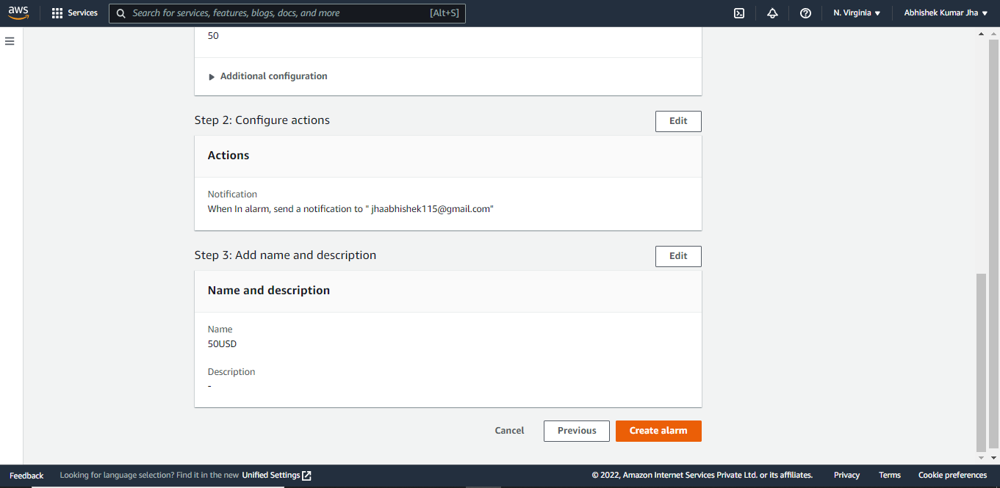 aws Services Search for services, features, blogs, docs, and more [Alt+S] N. Virginia Abhishek Kumar Jha
50
Additional configuration
Step 2: Configure actions Edit
Actions
Notification
When In alarm, send a notification to " jhaabhishek115@gmail.com"
Step 3: Add name and description Edit
Name and description
Name
50USD
Description
-
Cancel Previous Create alarm
Feedback Looking for language selection? Find it in the new Unified Settings © 2022, Amazon Internet Services Private Ltd. or its affiliates. Privacy Terms Cookie preferences